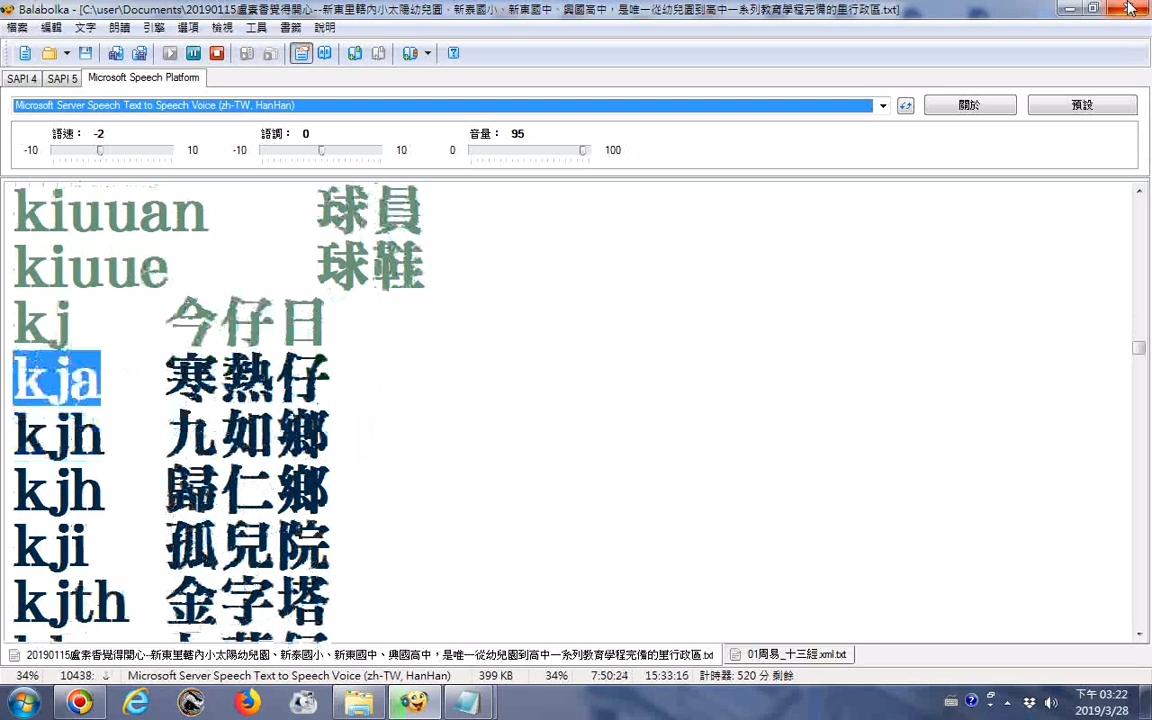 Balabolka - [C:\user\Documents\20190115盧素香覺得開心--新東里轄內小太陽幼兒園、新泰國小、新東國中、興國高中，是唯一從幼兒園到高中一系列教育學程完備的里行政區.txt]
檔案 編輯 文字 朗讀 引擎 選項 檢視 工具 書籤 說明
SAPI 4 SAPI 5 Microsoft Speech Platform
Microsoft Server Speech Text to Speech Voice (zh-TW, HanHan) 關於 預設
語速： -2 語調： 0 音量： 95
-10 10 -10 10 0 100
kiuuan 球員
kiuue 球鞋
kj 今仔日
kja 寒熱仔
kjh 九如鄉
kjh 歸仁鄉
kji 孤兒院
kjth 金字塔
20190115盧素香覺得開心--新東里轄內小太陽幼兒園、新泰國小、新東國中、興國高中，是唯一從幼兒園到高中一系列教育學程完備的里行政區.txt 01周易_十三經.txt
34% 10438: Microsoft Server Speech Text to Speech Voice (zh-TW, HanHan) 399 KB 34% 7:50:24 15:33:16 計時器: 520 分 剩餘
下午 03:22
2019/3/28